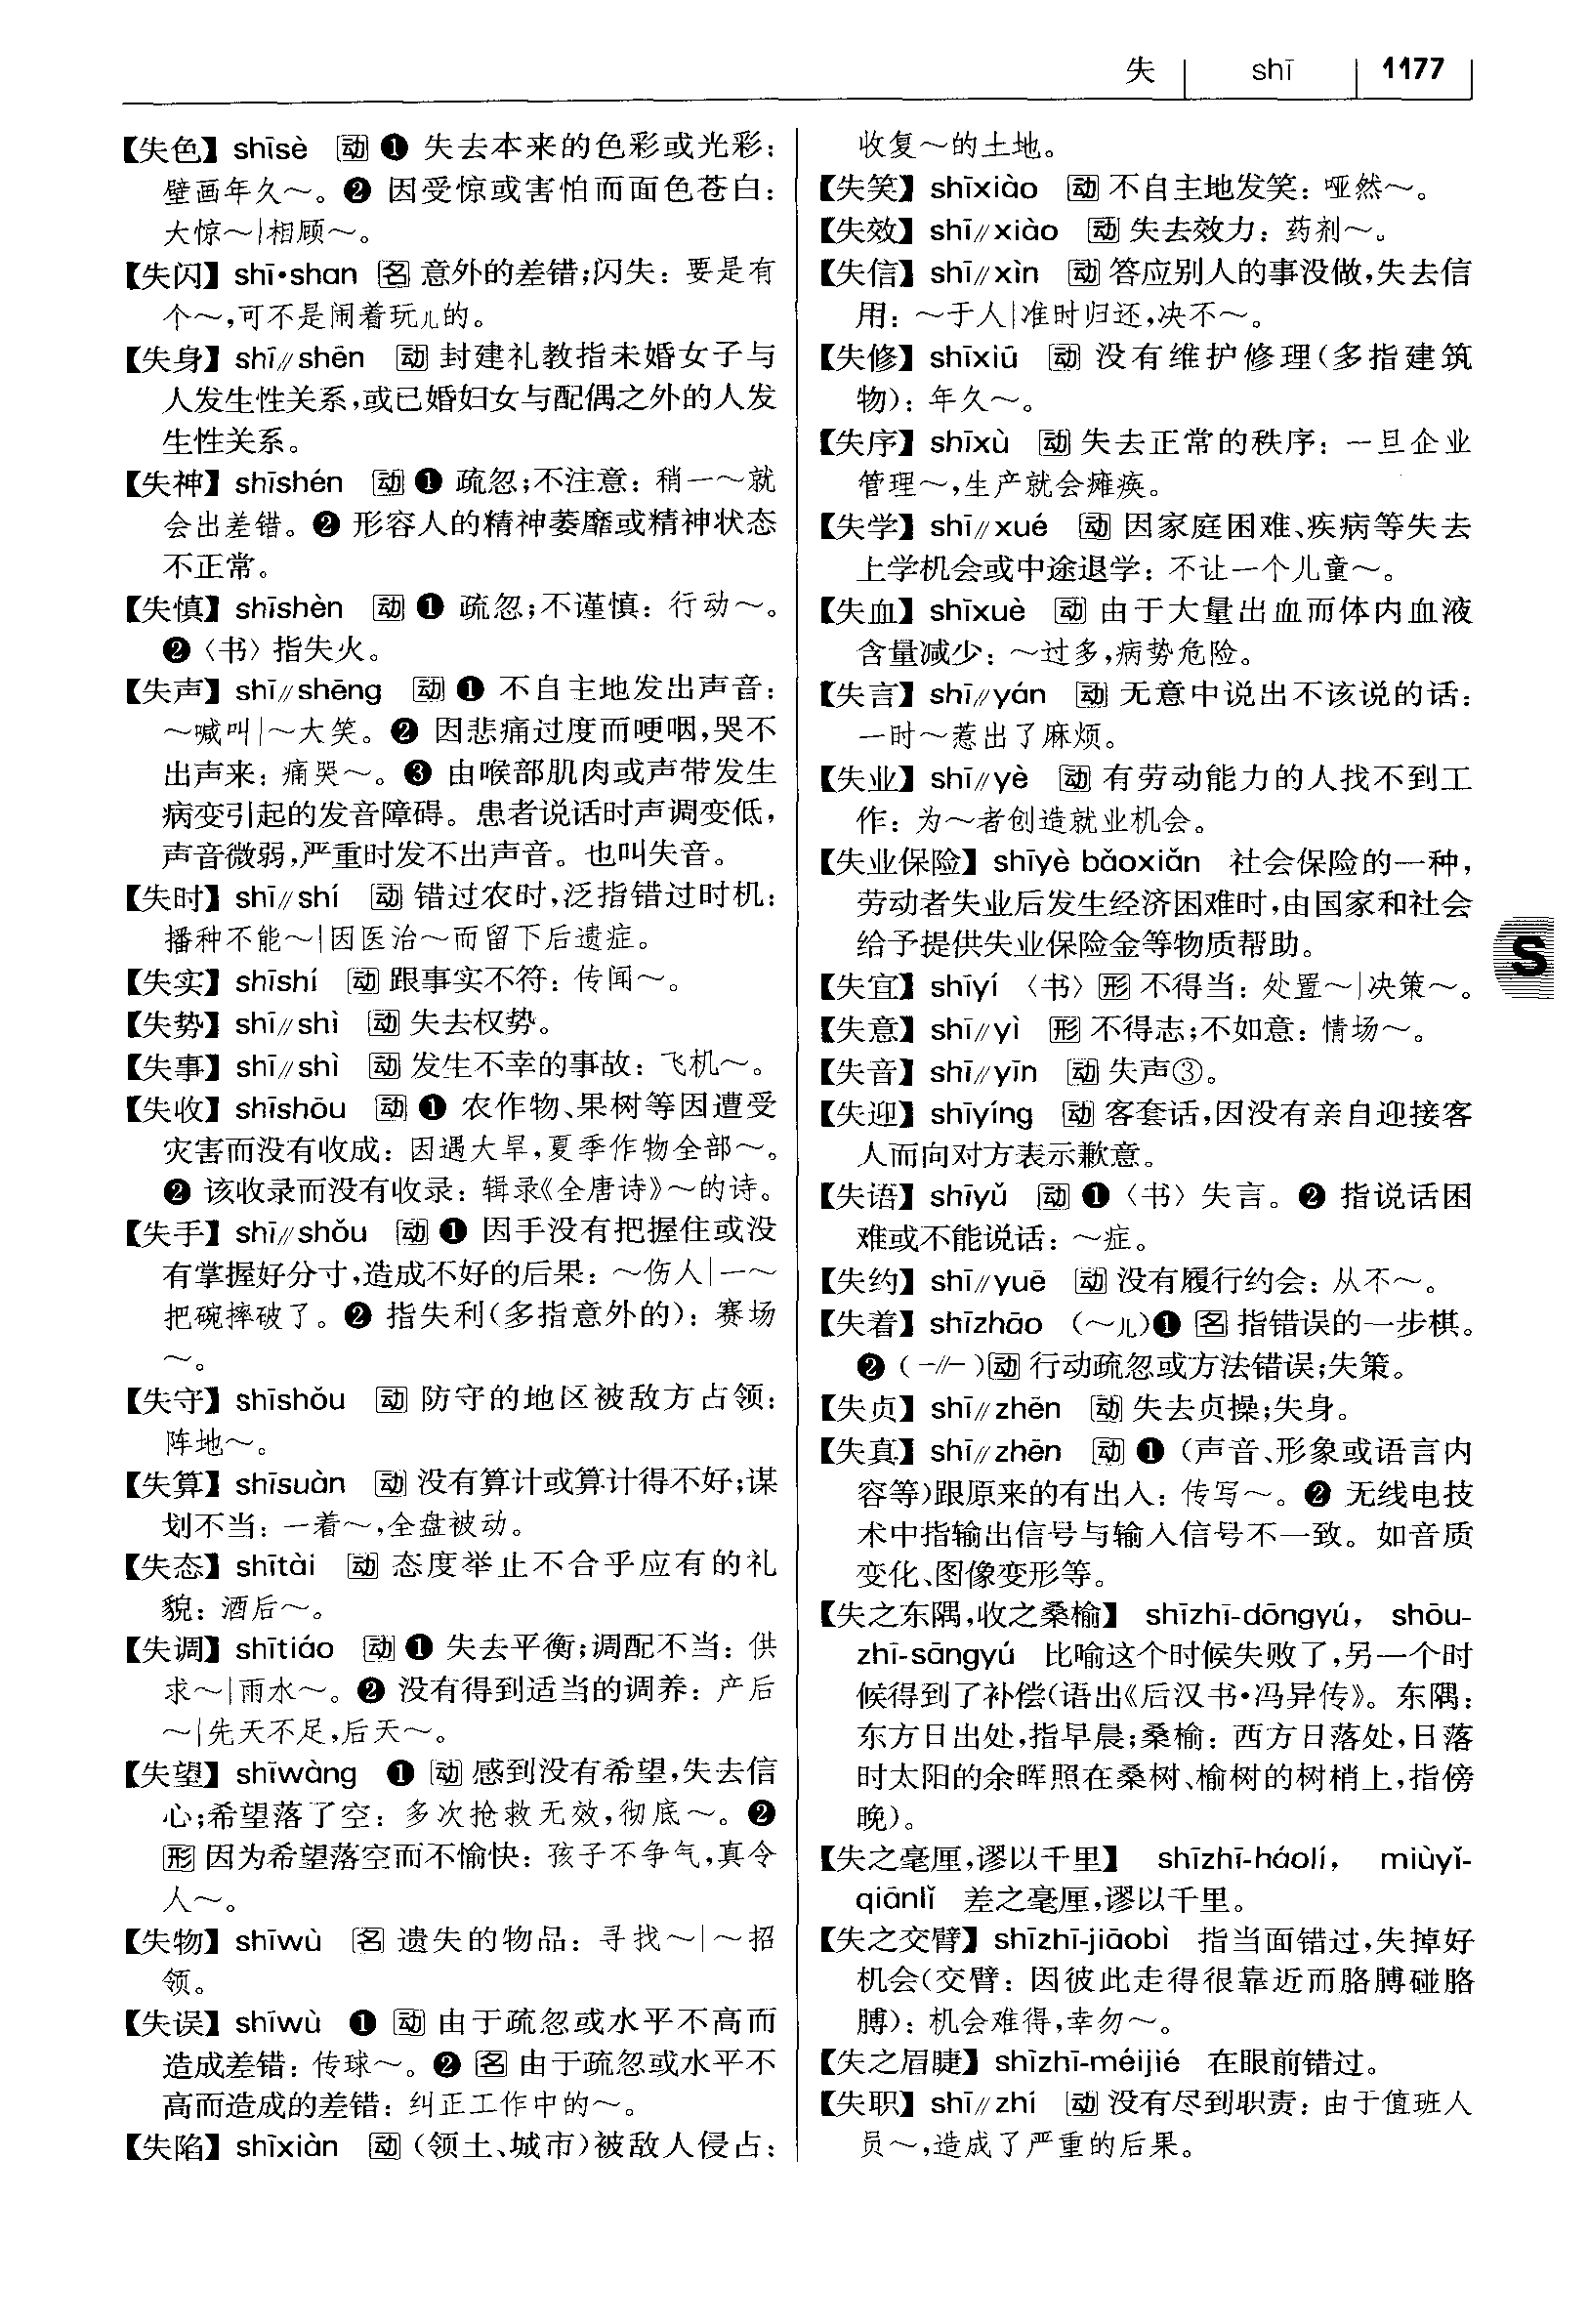 失 shī 1177
【失色】shīsè 动 ❶ 失去本来的色彩或光彩：
壁画年久～。❷ 因受惊或害怕而面色苍白：
大惊～|相顾～。
【失闪】shī•shan 名 意外的差错；闪失：要是有
个～，可不是闹着玩儿的。
【失身】shī//shēn 动 封建礼教指未婚女子与
人发生性关系，或已婚妇女与配偶之外的人发
生性关系。
【失神】shīshén 动 ❶ 疏忽；不注意：稍一～就
会出差错。❷ 形容人的精神萎靡或精神状态
不正常。
【失慎】shīshèn 动 ❶ 疏忽；不谨慎：行动～。
❷〈书〉指失火。
【失声】shī//shēng 动 ❶ 不自主地发出声音：
～喊叫|～大笑。❷ 因悲痛过度而哽咽，哭不
出声来：痛哭～。❸ 由喉部肌肉或声带发生
病变引起的发音障碍。患者说话时声调变低，
声音微弱，严重时发不出声音。也叫失音。
【失时】shī//shí 动 错过农时，泛指错过时机：
播种不能～|因医治～而留下后遗症。
【失实】shīshí 动 跟事实不符：传闻～。
【失势】shī//shì 动 失去权势。
【失事】shī//shì 动 发生不幸的事故：飞机～。
【失收】shīshōu 动 ❶ 农作物、果树等因遭受
灾害而没有收成：因遇大旱，夏季作物全部～。
❷ 该收录而没有收录：辑录《全唐诗》～的诗。
【失手】shī//shǒu 动 ❶ 因手没有把握住或没
有掌握好分寸，造成不好的后果：～伤人|一～
把碗摔破了。❷ 指失利（多指意外的）：赛场
～。
【失守】shīshǒu 动 防守的地区被敌方占领：
阵地～。
【失算】shīsuàn 动 没有算计或算计得不好；谋
划不当：一着～，全盘被动。
【失态】shītài 动 态度举止不合乎应有的礼
貌：酒后～。
【失调】shītiáo 动 ❶ 失去平衡；调配不当：供
求～|雨水～。❷ 没有得到适当的调养：产后
～|先天不足，后天～。
【失望】shīwàng ❶ 动 感到没有希望，失去信
心；希望落了空：多次抢救无效，彻底～。❷
形 因为希望落空而不愉快：孩子不争气，真令
人～。
【失物】shīwù 名 遗失的物品：寻找～|～招
领。
【失误】shīwù ❶ 动 由于疏忽或水平不高而
造成差错：传球～。❷ 名 由于疏忽或水平不
高而造成的差错：纠正工作中的～。
【失陷】shīxiàn 动（领土、城市）被敌人侵占：
收复～的土地。
【失笑】shīxiào 动 不自主地发笑：哑然～。
【失效】shī//xiào 动 失去效力：药剂～。
【失信】shī//xìn 动 答应别人的事没做，失去信
用：～于人|准时归还，决不～。
【失修】shīxiū 动 没有维护修理（多指建筑
物）：年久～。
【失序】shīxù 动 失去正常的秩序：一旦企业
管理～，生产就会瘫痪。
【失学】shī//xué 动 因家庭困难、疾病等失去
上学机会或中途退学：不让一个儿童～。
【失血】shīxuè 动 由于大量出血而体内血液
含量减少：～过多，病势危险。
【失言】shī//yán 动 无意中说出不该说的话：
一时～惹出了麻烦。
【失业】shī//yè 动 有劳动能力的人找不到工
作：为～者创造就业机会。
【失业保险】shīyè bǎoxiǎn 社会保险的一种，
劳动者失业后发生经济困难时，由国家和社会
给予提供失业保险金等物质帮助。
S
【失宜】shīyí〈书〉形 不得当：处置～|决策～。
【失意】shī//yì 形 不得志；不如意：情场～。
【失音】shī//yīn 动 失声③。
【失迎】shīyíng 动 客套话，因没有亲自迎接客
人而向对方表示歉意。
【失语】shīyǔ 动 ❶〈书〉失言。❷ 指说话困
难或不能说话：～症。
【失约】shī//yuē 动 没有履行约会：从不～。
【失着】shīzhāo （～儿）❶ 名 指错误的一步棋。
❷（-//-）动 行动疏忽或方法错误；失策。
【失贞】shī//zhēn 动 失去贞操；失身。
【失真】shī//zhēn 动 ❶（声音、形象或语言内
容等）跟原来的有出入：传写～。❷ 无线电技
术中指输出信号与输入信号不一致。如音质
变化、图像变形等。
【失之东隅，收之桑榆】 shīzhī-dōngyú， shōu-
zhī-sāngyú 比喻这个时候失败了，另一个时
候得到了补偿（语出《后汉书•冯异传》。东隅：
东方日出处，指早晨；桑榆：西方日落处，日落
时太阳的余晖照在桑树、榆树的树梢上，指傍
晚）。
【失之毫厘，谬以千里】 shīzhī-háolí， miùyǐ-
qiānlǐ 差之毫厘，谬以千里。
【失之交臂】shīzhī-jiāobì 指当面错过，失掉好
机会（交臂：因彼此走得很靠近而胳膊碰胳
膊）：机会难得，幸勿～。
【失之眉睫】shīzhī-méijié 在眼前错过。
【失职】shī//zhí 动 没有尽到职责：由于值班人
员～，造成了严重的后果。